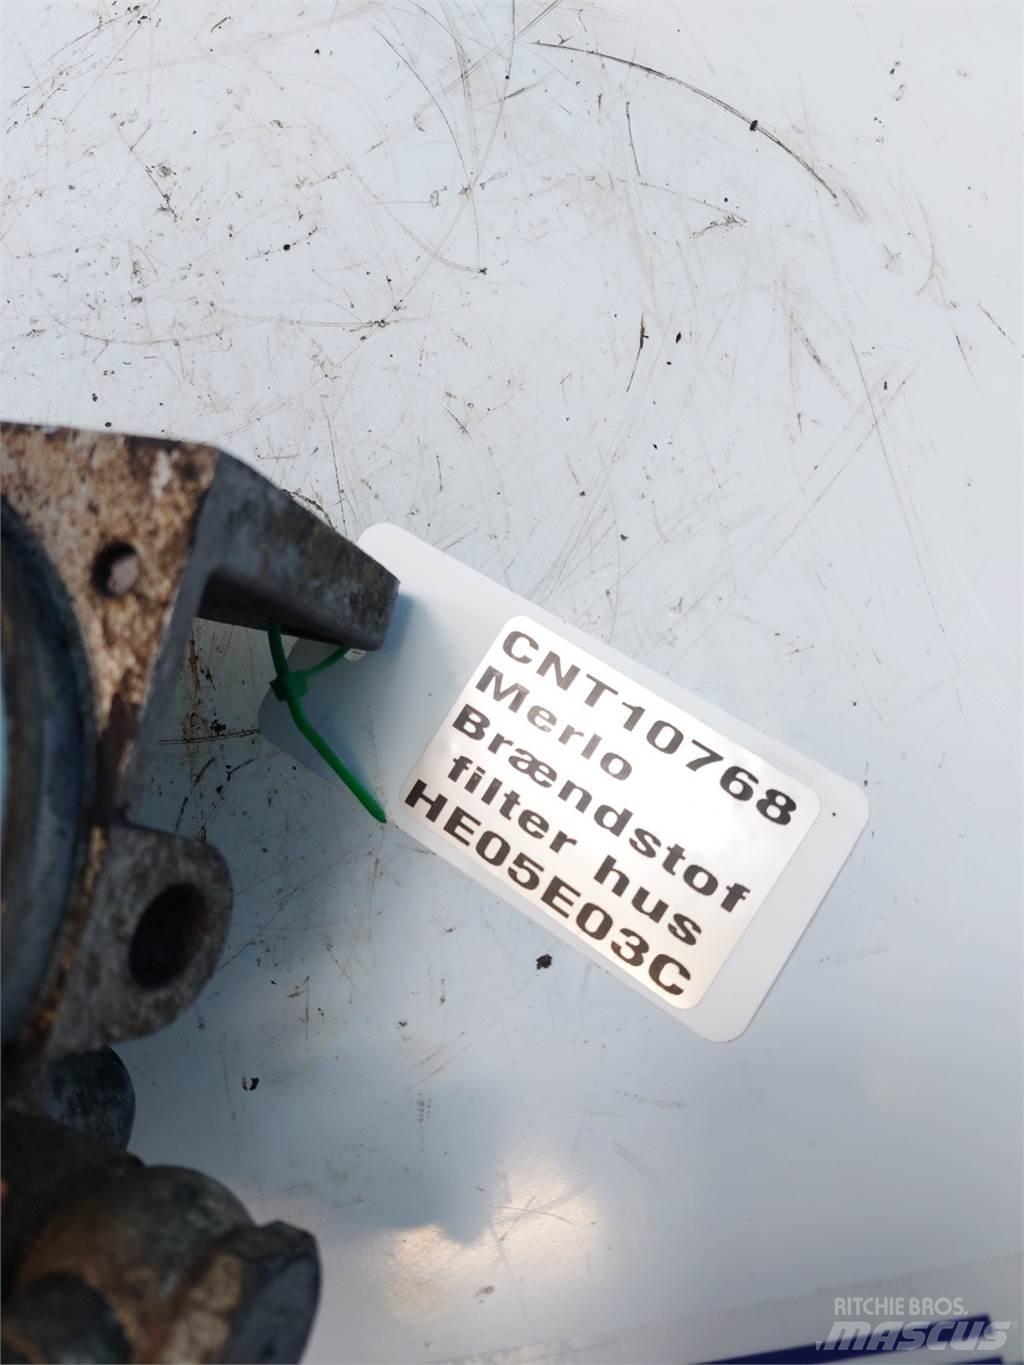 CNT10768
Merlo
Brændstof
filter hus
HE05E03C
RITCHIE BROS.
MASCUS